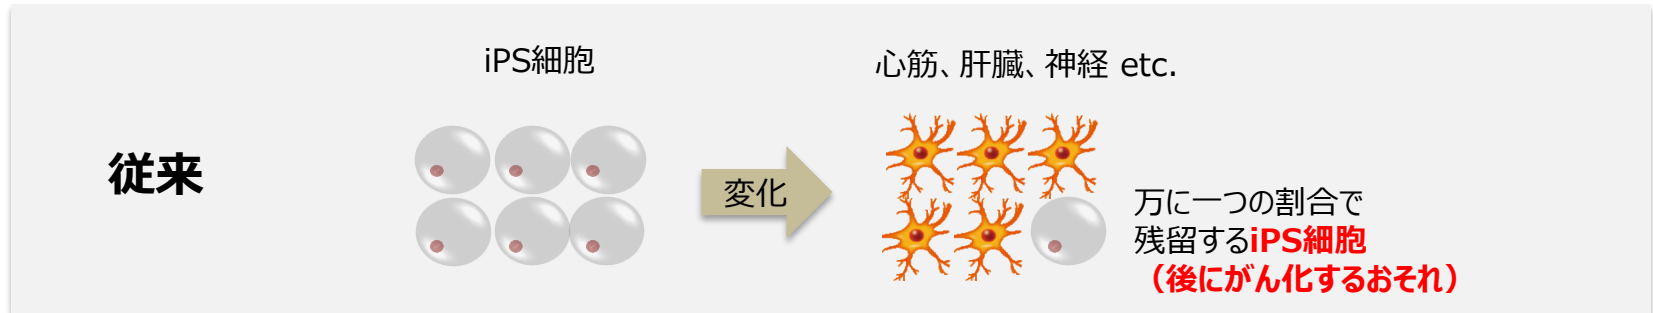 iPS細胞
心筋、肝臓、神経 etc.
従来
変化
万に一つの割合で
残留するiPS細胞
（後にがん化するおそれ）